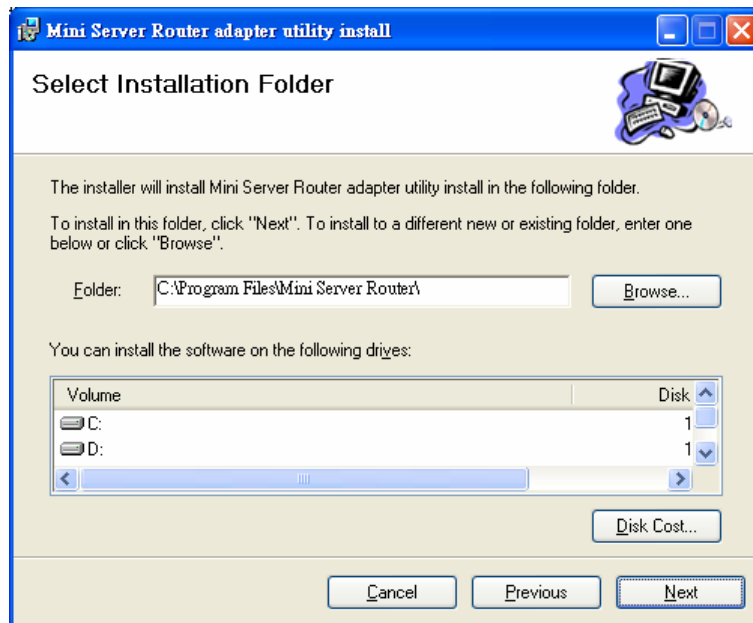 Mini Server Router adapter utility install
Select Installation Folder
The installer will install Mini Server Router adapter utility install in the following folder.
To install in this folder, click "Next". To install to a different new or existing folder, enter one
below or click "Browse".
Folder: C:\Program Files\Mini Server Router\ Browse...
You can install the software on the following drives:
Volume Disk
C: 1
D: 1
Disk Cost...
Cancel Previous Next